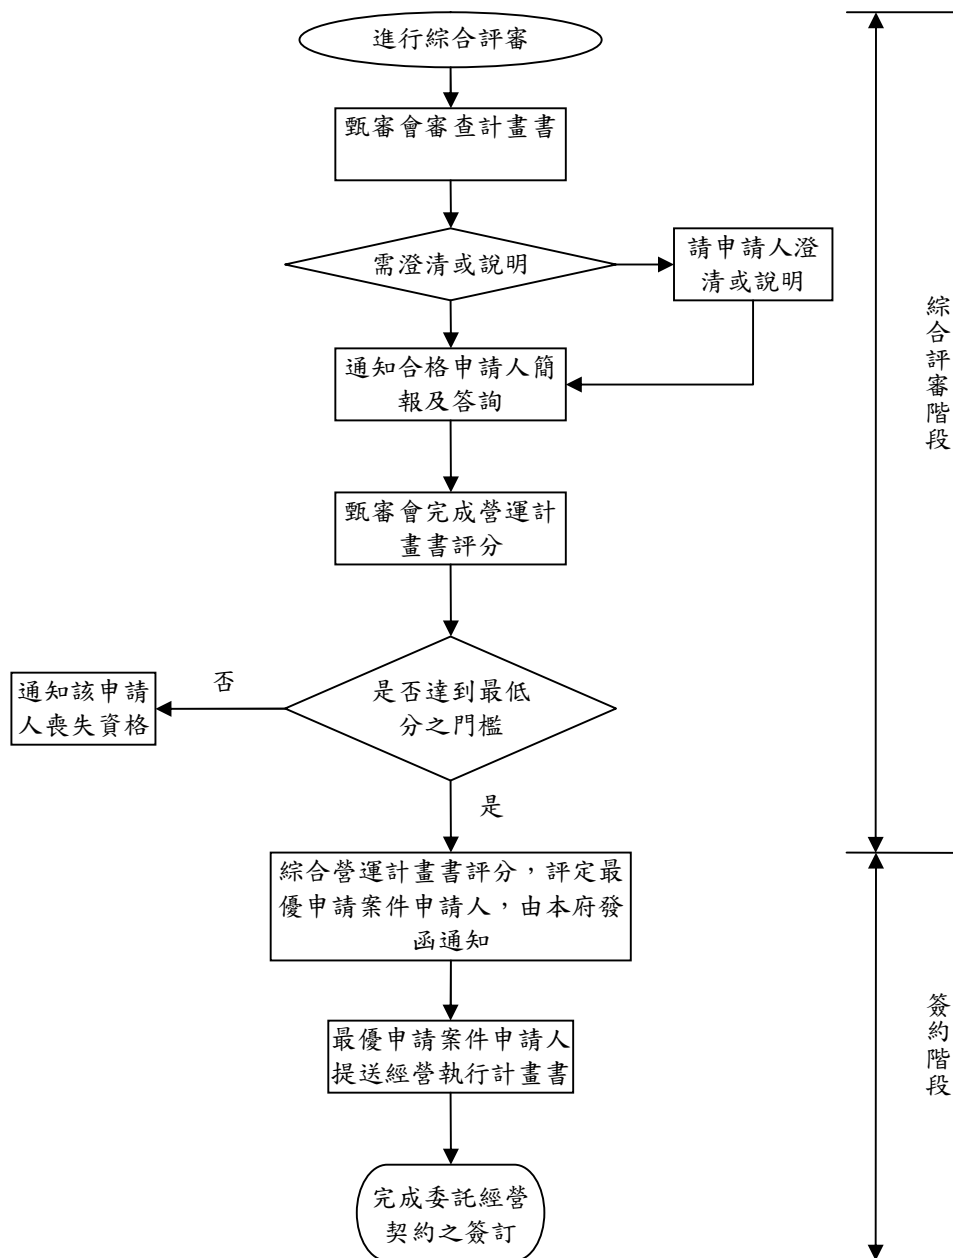 進行綜合評審
甄審會審查計畫書
需澄清或說明
請申請人澄
清或說明
通知合格申請人簡
報及答詢
甄審會完成營運計
畫書評分
是否達到最低
分之門檻
否
通知該申請
人喪失資格
是
綜合營運計畫書評分，評定最
優申請案件申請人，由本府發
函通知
最優申請案件申請人
提送經營執行計畫書
完成委託經營
契約之簽訂
綜合評審階段
簽約階段